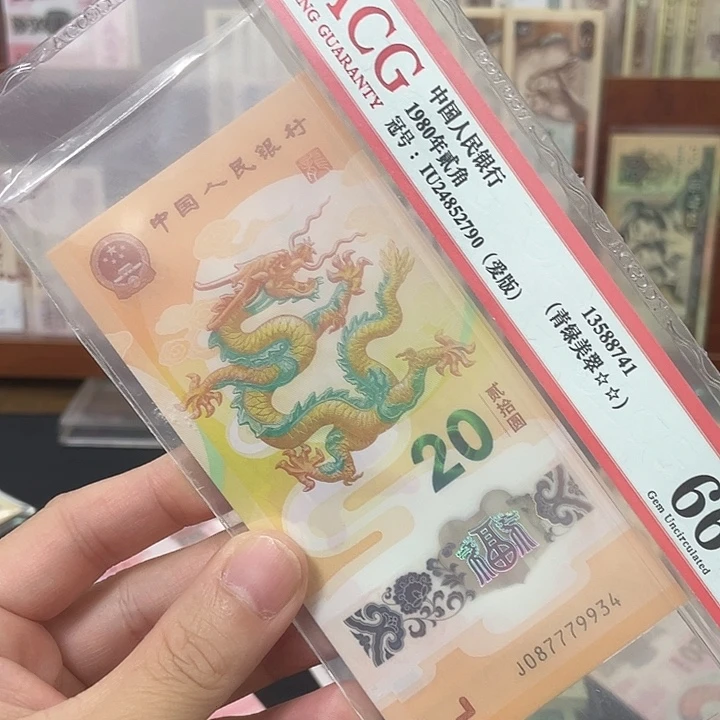 ACG
NG GUARANTY
中国人民银行
1980年贰角
冠号：IU24852790（爱版）
13588741
（青绿美翠☆☆）
66
Gem Uncirculated
中国人民银行
20
贰拾圆
J087779934